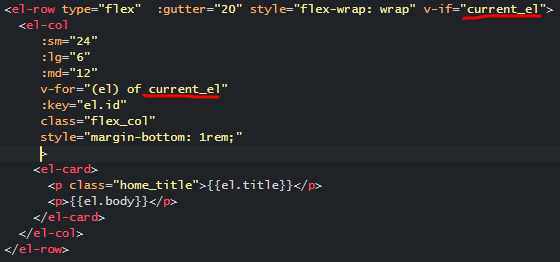 <el-row type="flex"  :gutter="20" style="flex-wrap: wrap" v-if="current_el">
<el-col
:sm="24"
:lg="6"
:md="12"
v-for="(el) of current_el"
:key="el.id"
class="flex_col"
style="margin-bottom: 1rem;"
>
<el-card>
<p class="home_title">{{el.title}}</p>
<p>{{el.body}}</p>
</el-card>
</el-col>
</el-row>